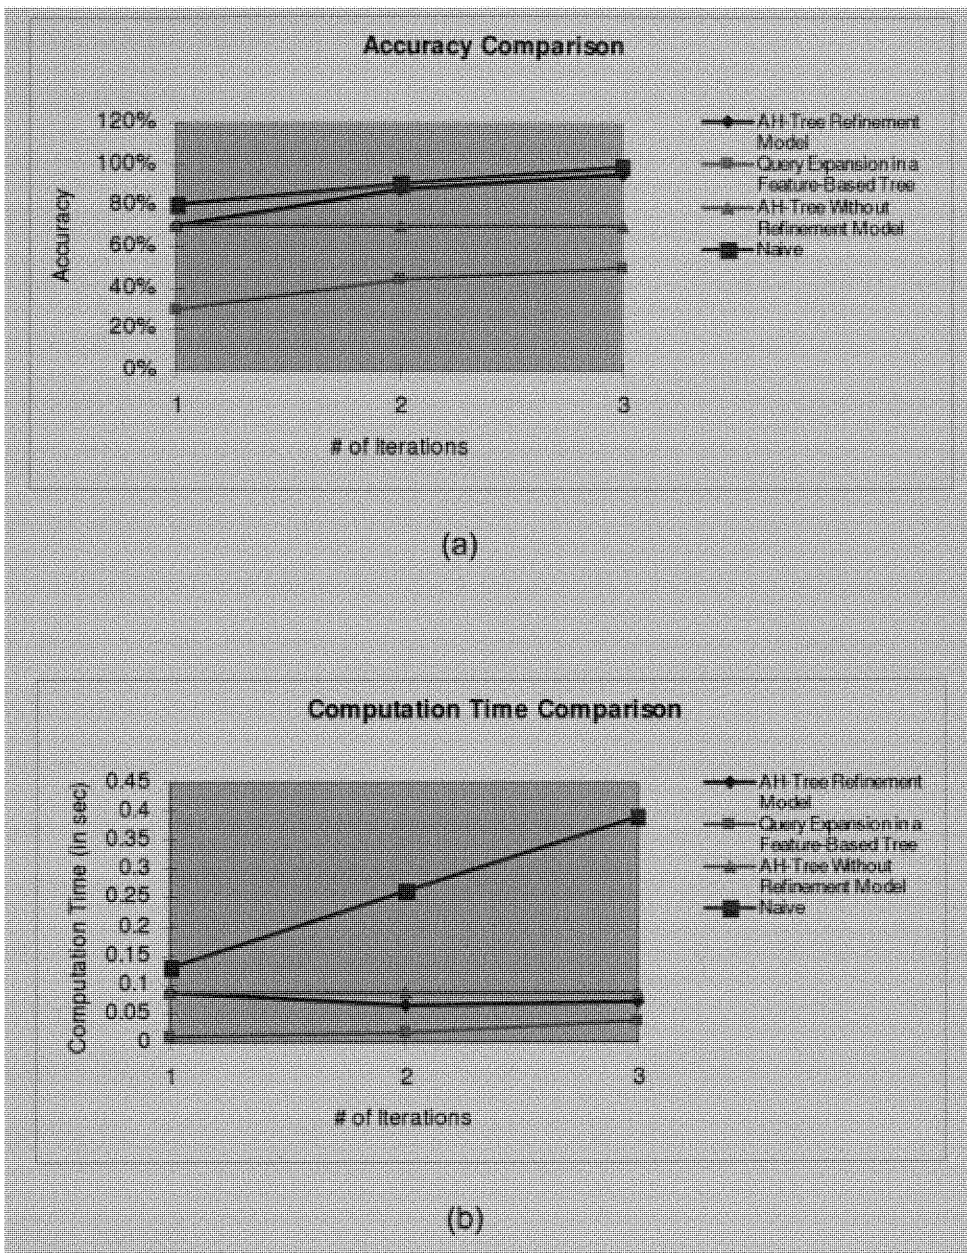 Accuracy Comparison
120%
100%
80%
60%
40%
20%
0%
Accuracy
1
2
3
# of Iterations
AH-Tree Refinement
Model
Query Expansion in a
Feature-Based Tree
AH-Tree Without
Refinement Model
Naive
(a)
Computation Time Comparison
0.45
0.4
0.35
0.3
0.25
0.2
0.15
0.1
0.05
0
Computation Time (in sec)
1
2
3
# of Iterations
AH-Tree Refinement
Model
Query Expansion in a
Feature-Based Tree
AH-Tree Without
Refinement Model
Naive
(b)